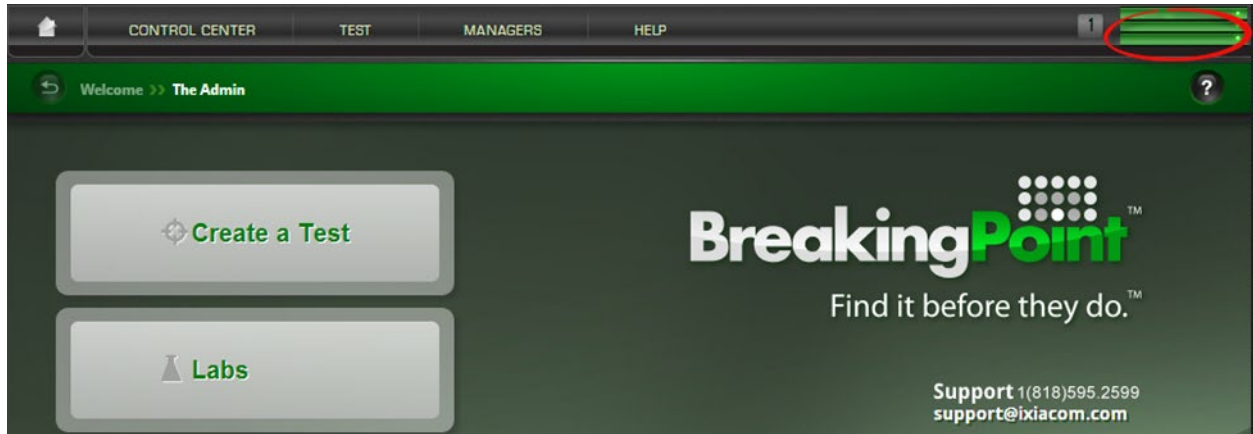 CONTROL CENTER TEST MANAGERS HELP 1
Welcome >> The Admin ?
Create a Test
Labs
BreakingPoint™
Find it before they do.™
Support 1(818)595.2599
support@ixiacom.com